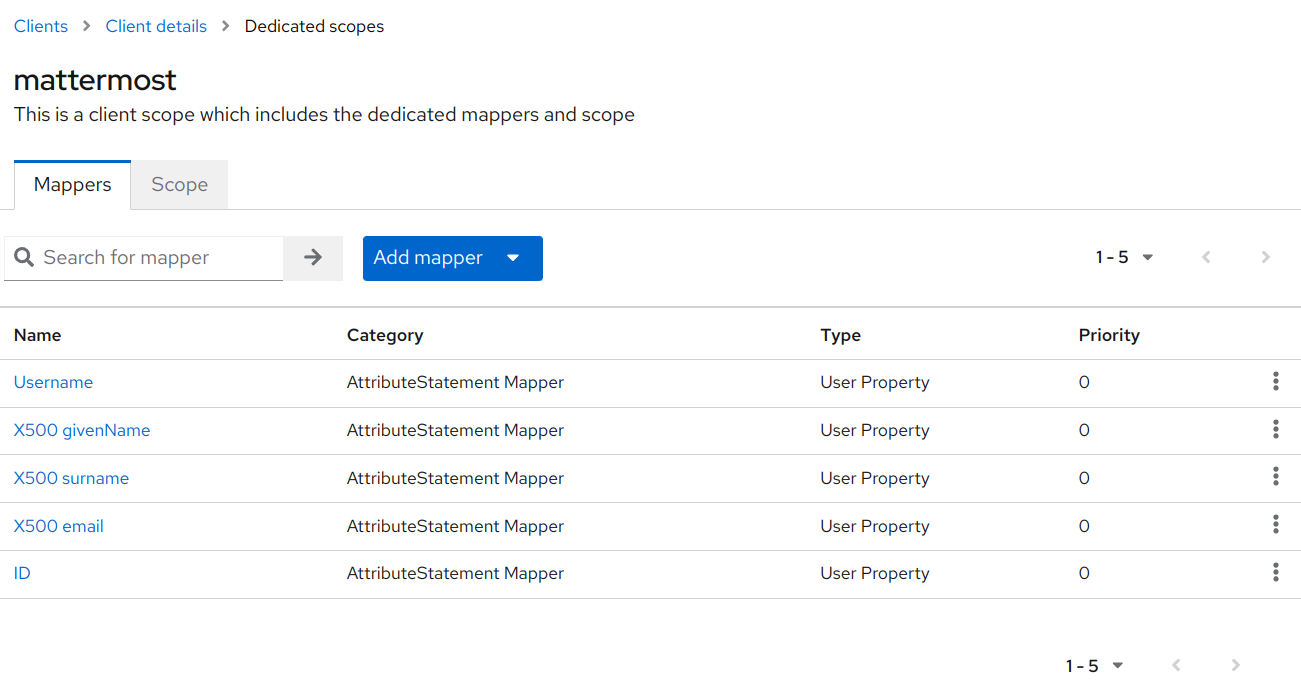 Clients > Client details > Dedicated scopes
mattermost
This is a client scope which includes the dedicated mappers and scope
Mappers Scope
Search for mapper Add mapper 1 - 5
Name Category Type Priority
Username AttributeStatement Mapper User Property 0
X500 givenName AttributeStatement Mapper User Property 0
X500 surname AttributeStatement Mapper User Property 0
X500 email AttributeStatement Mapper User Property 0
ID AttributeStatement Mapper User Property 0
1 - 5